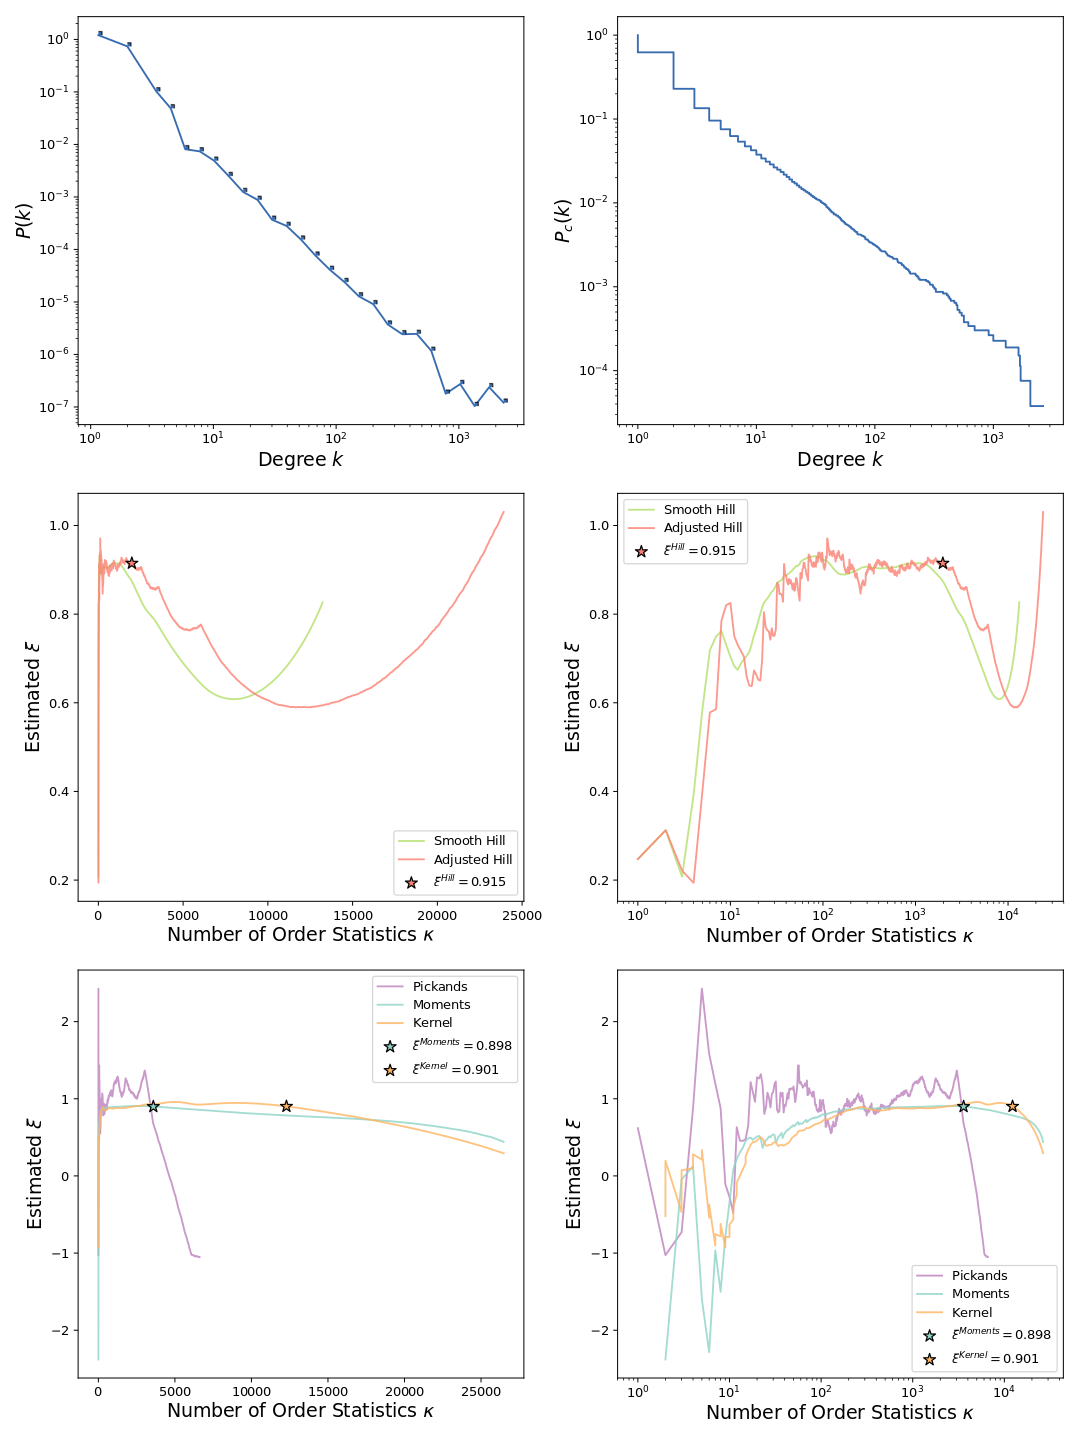 10⁰
10⁻¹
10⁻²
10⁻³
10⁻⁴
10⁻⁵
10⁻⁶
10⁻⁷
P(k)
10⁰ 10¹ 10² 10³
Degree k
10⁰
10⁻¹
10⁻²
10⁻³
10⁻⁴
P_c(k)
10⁰ 10¹ 10² 10³
Degree k
1.0
0.8
0.6
0.4
0.2
Estimated ξ
Smooth Hill
Adjusted Hill
ξ^Hill = 0.915
0 5000 10000 15000 20000 25000
Number of Order Statistics κ
1.0
0.8
0.6
0.4
0.2
Estimated ξ
Smooth Hill
Adjusted Hill
ξ^Hill = 0.915
10⁰ 10¹ 10² 10³ 10⁴
Number of Order Statistics κ
2
1
0
−1
−2
Estimated ξ
Pickands
Moments
Kernel
ξ^Moments = 0.898
ξ^Kernel = 0.901
0 5000 10000 15000 20000 25000
Number of Order Statistics κ
2
1
0
−1
−2
Estimated ξ
Pickands
Moments
Kernel
ξ^Moments = 0.898
ξ^Kernel = 0.901
10⁰ 10¹ 10² 10³ 10⁴
Number of Order Statistics κ